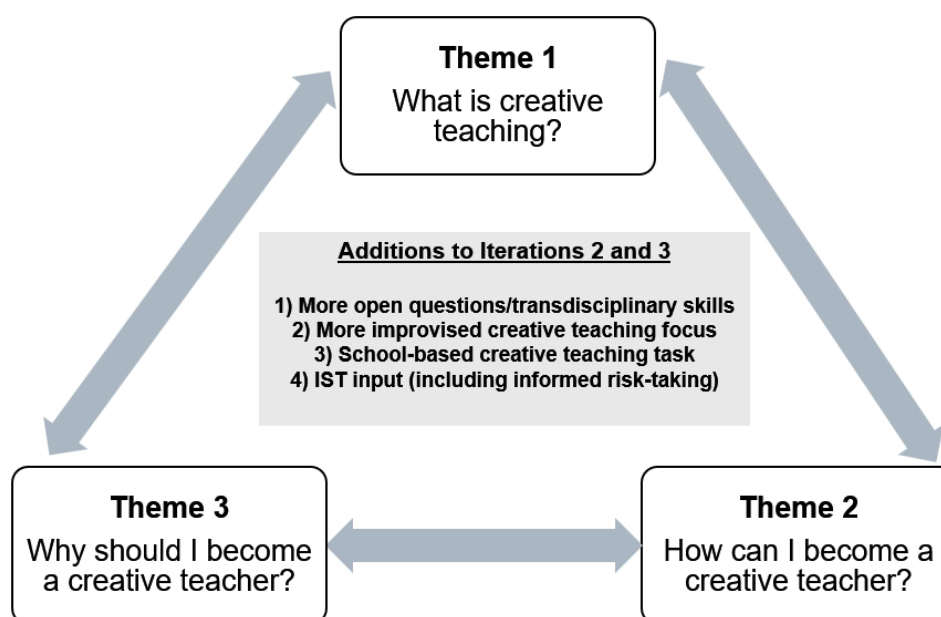 Theme 1
What is creative
teaching?
Additions to Iterations 2 and 3
1) More open questions/transdisciplinary skills
2) More improvised creative teaching focus
3) School-based creative teaching task
4) IST input (including informed risk-taking)
Theme 3
Why should I become
a creative teacher?
Theme 2
How can I become a
creative teacher?